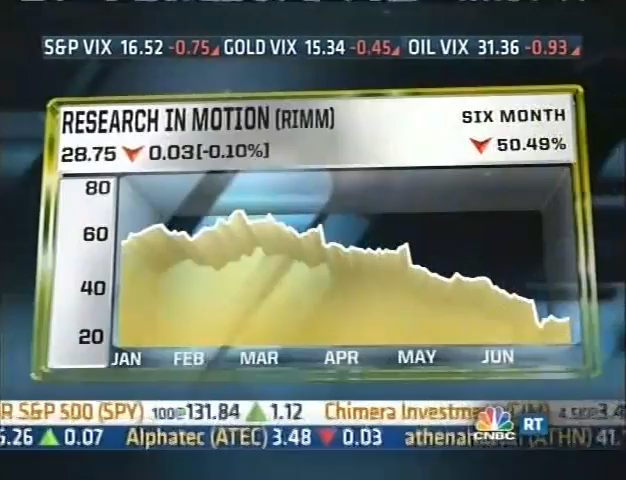 S&P VIX 16.52 -0.75 GOLD VIX 15.34 -0.45 OIL VIX 31.36 -0.93
RESEARCH IN MOTION (RIMM)
SIX MONTH
28.75 0.03[-0.10%]
50.49%
80
60
40
20
JAN FEB MAR APR MAY JUN
R S&P 500 (SPY) 100@131.84 1.12 Chimera
5.26 0.07 Alphatec (ATEC) 3.48 0.03 (ATHN) 41.
CNBC RT